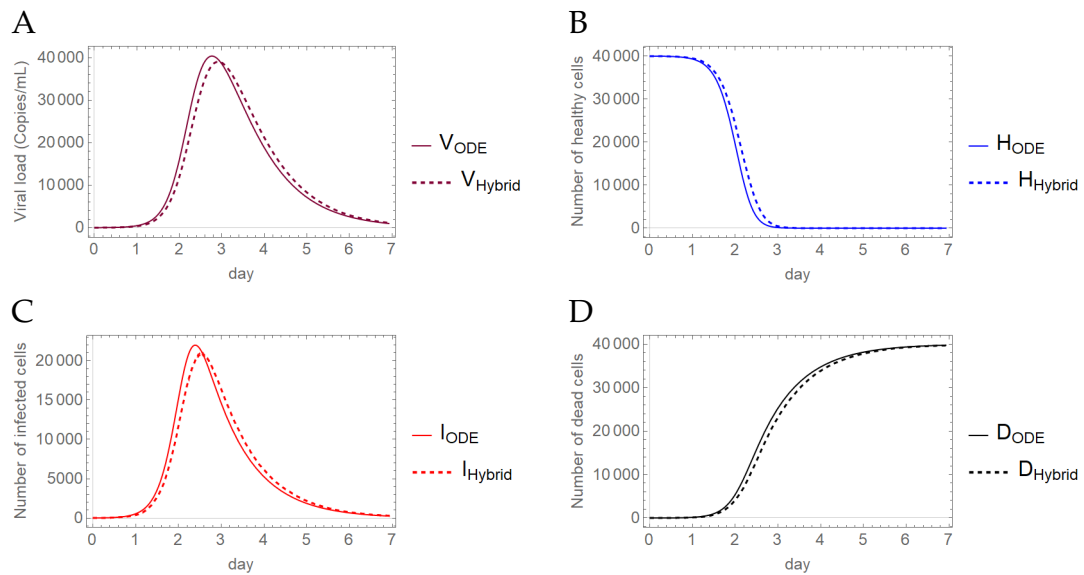 A
Viral load (Copies/mL)
40 000
30 000
20 000
10 000
0
0 1 2 3 4 5 6 7
day
V_ODE
V_Hybrid
B
Number of healthy cells
40 000
30 000
20 000
10 000
0
0 1 2 3 4 5 6 7
day
H_ODE
H_Hybrid
C
Number of infected cells
20 000
15 000
10 000
5000
0
0 1 2 3 4 5 6 7
day
I_ODE
I_Hybrid
D
Number of dead cells
40 000
30 000
20 000
10 000
0
0 1 2 3 4 5 6 7
day
D_ODE
D_Hybrid